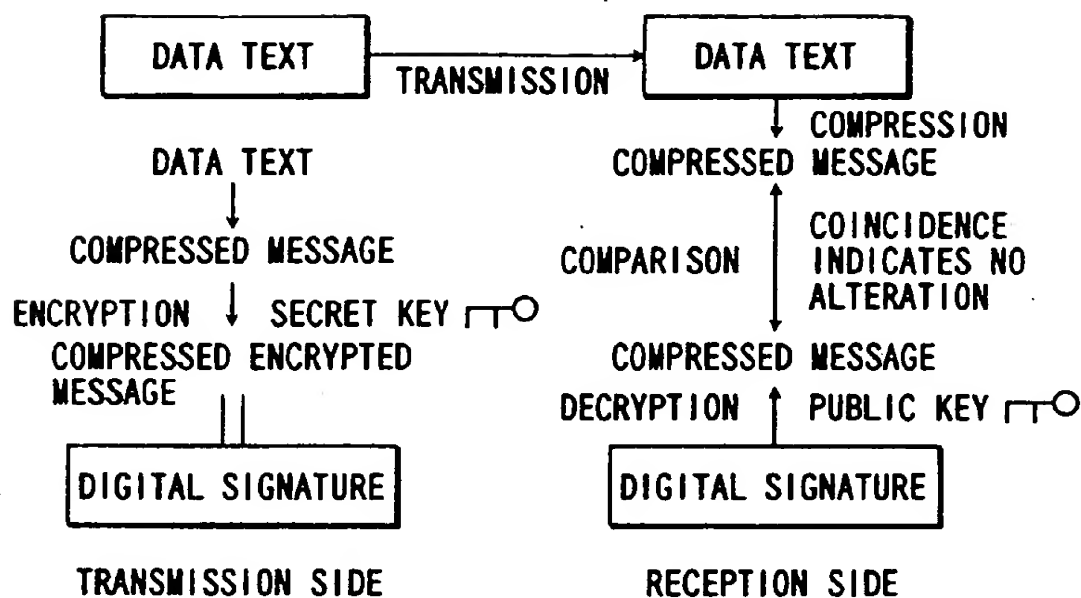 DATA TEXT
TRANSMISSION
DATA TEXT
COMPRESSION
DATA TEXT
COMPRESSED MESSAGE
COMPRESSED MESSAGE
COMPARISON
COINCIDENCE
INDICATES NO
ALTERATION
ENCRYPTION
SECRET KEY
COMPRESSED ENCRYPTED
MESSAGE
COMPRESSED MESSAGE
DECRYPTION
PUBLIC KEY
DIGITAL SIGNATURE
DIGITAL SIGNATURE
TRANSMISSION SIDE
RECEPTION SIDE